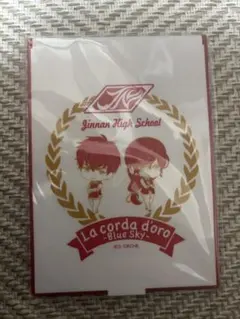 Jinnan High School
La corda d'oro
-Blue Sky-